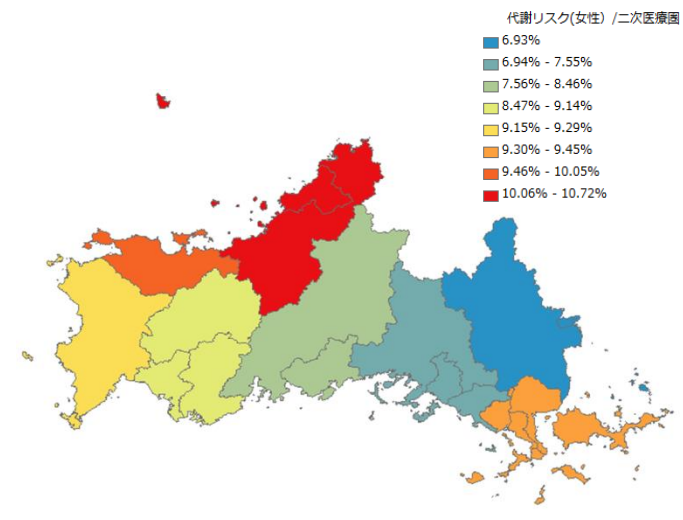 代謝リスク(女性）/二次医療圏
6.93%
6.94% - 7.55%
7.56% - 8.46%
8.47% - 9.14%
9.15% - 9.29%
9.30% - 9.45%
9.46% - 10.05%
10.06% - 10.72%